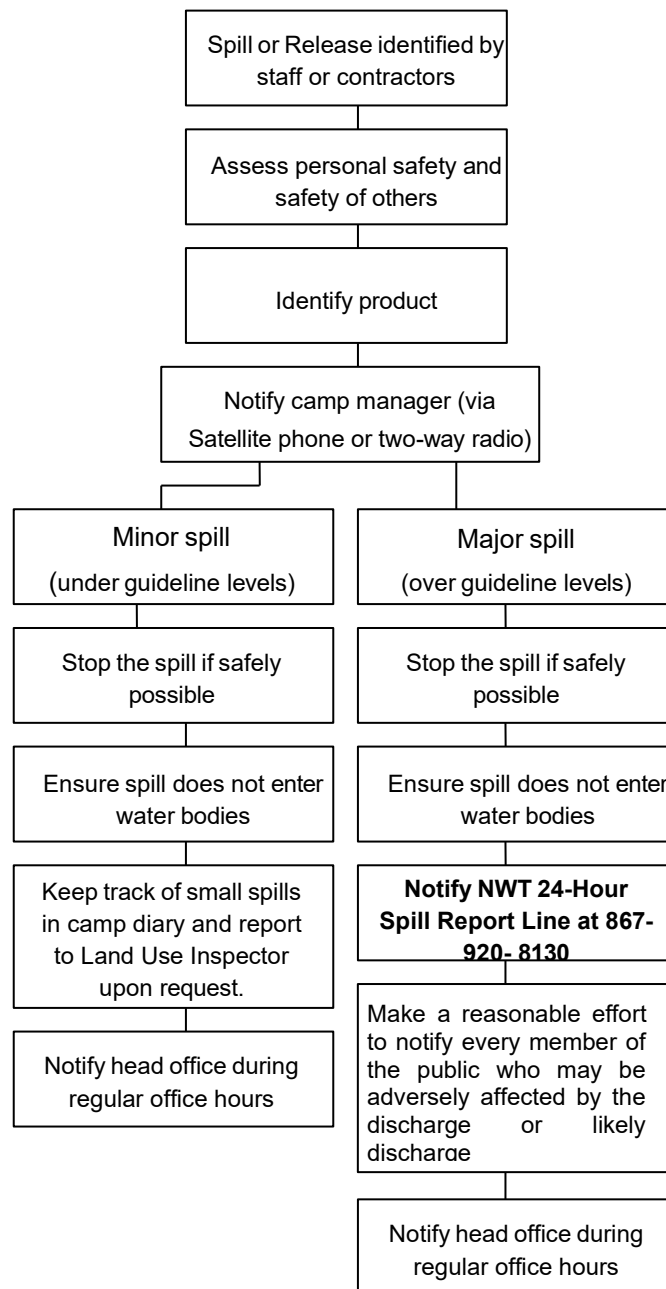 Spill or Release identified by
staff or contractors
Assess personal safety and
safety of others
Identify product
Notify camp manager (via
Satellite phone or two-way radio)
Minor spill
(under guideline levels)
Stop the spill if safely
possible
Ensure spill does not enter
water bodies
Keep track of small spills
in camp diary and report
to Land Use Inspector
upon request.
Notify head office during
regular office hours
Major spill
(over guideline levels)
Stop the spill if safely
possible
Ensure spill does not enter
water bodies
Notify NWT 24-Hour
Spill Report Line at 867-
920- 8130
Make a reasonable effort
to notify every member of
the public who may be
adversely affected by the
discharge or likely
discharge
Notify head office during
regular office hours